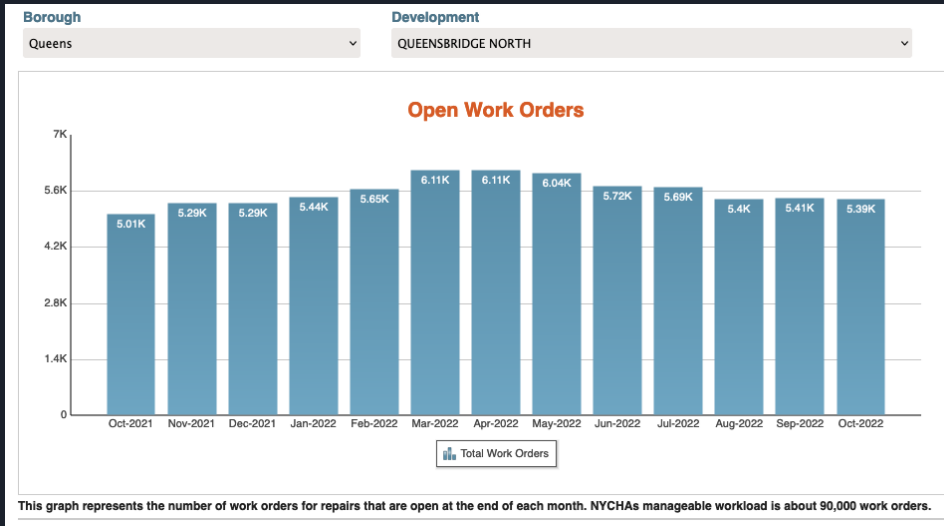 Borough Development
Queens QUEENSBRIDGE NORTH
Open Work Orders
7K
5.6K
4.2K
2.8K
1.4K
0
5.01K 5.29K 5.29K 5.44K 5.65K 6.11K 6.11K 6.04K 5.72K 5.69K 5.4K 5.41K 5.39K
Oct-2021 Nov-2021 Dec-2021 Jan-2022 Feb-2022 Mar-2022 Apr-2022 May-2022 Jun-2022 Jul-2022 Aug-2022 Sep-2022 Oct-2022
Total Work Orders
This graph represents the number of work orders for repairs that are open at the end of each month. NYCHAs manageable workload is about 90,000 work orders.